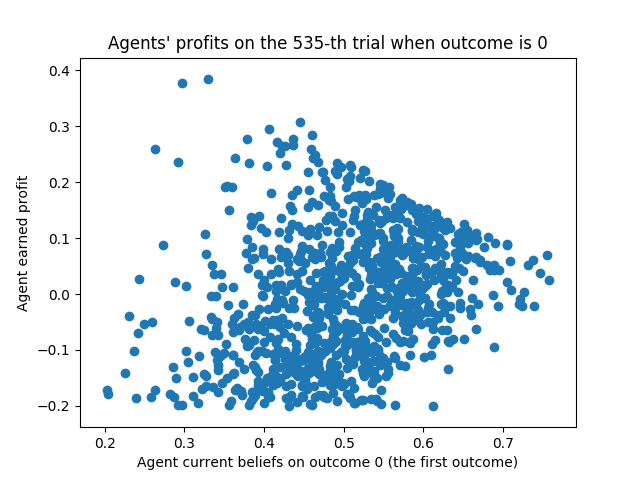 Agents' profits on the 535-th trial when outcome is 0
0.4
0.3
0.2
0.1
0.0
−0.1
−0.2
Agent earned profit
0.2 0.3 0.4 0.5 0.6 0.7
Agent current beliefs on outcome 0 (the first outcome)